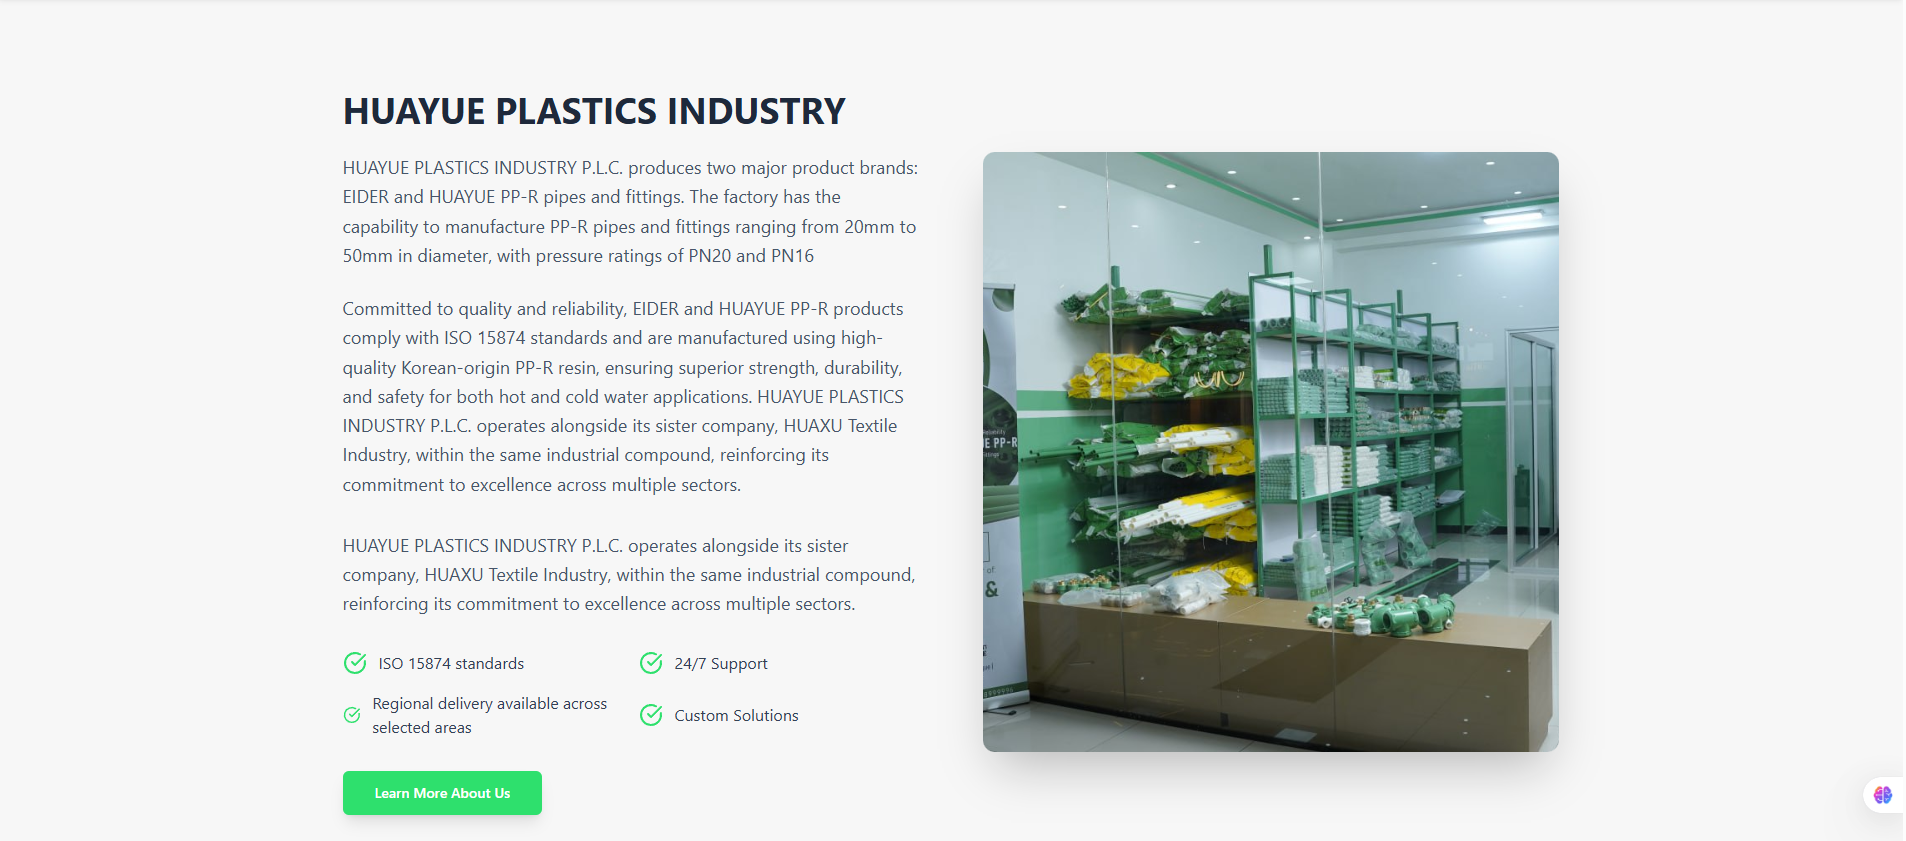 HUAYUE PLASTICS INDUSTRY
HUAYUE PLASTICS INDUSTRY P.L.C. produces two major product brands:
EIDER and HUAYUE PP-R pipes and fittings. The factory has the
capability to manufacture PP-R pipes and fittings ranging from 20mm to
50mm in diameter, with pressure ratings of PN20 and PN16
Committed to quality and reliability, EIDER and HUAYUE PP-R products
comply with ISO 15874 standards and are manufactured using high-
quality Korean-origin PP-R resin, ensuring superior strength, durability,
and safety for both hot and cold water applications. HUAYUE PLASTICS
INDUSTRY P.L.C. operates alongside its sister company, HUAXU Textile
Industry, within the same industrial compound, reinforcing its
commitment to excellence across multiple sectors.
HUAYUE PLASTICS INDUSTRY P.L.C. operates alongside its sister
company, HUAXU Textile Industry, within the same industrial compound,
reinforcing its commitment to excellence across multiple sectors.
ISO 15874 standards
24/7 Support
Regional delivery available across
selected areas
Custom Solutions
Learn More About Us
PP-R
of
&